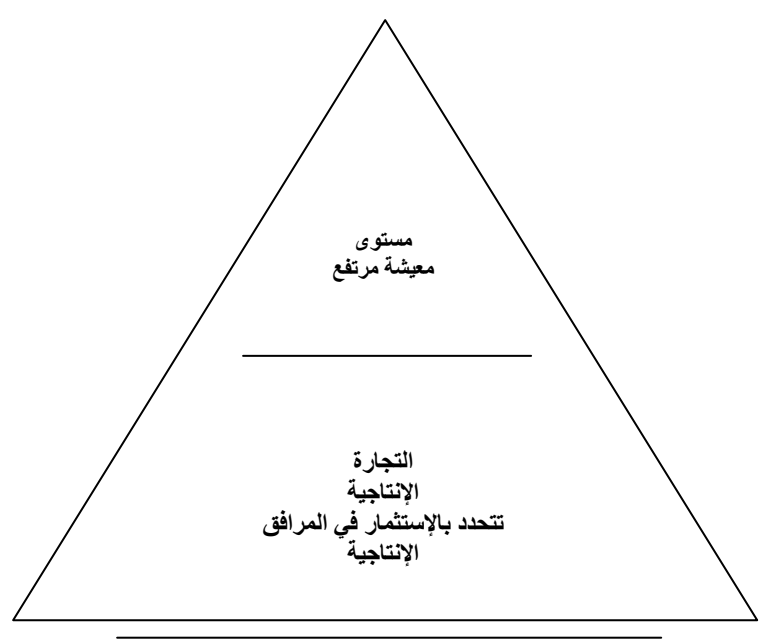 مستوى
معيشة مرتفع
التجارة
الإنتاجية
تتحدد بالإستثمار في المرافق
الإنتاجية